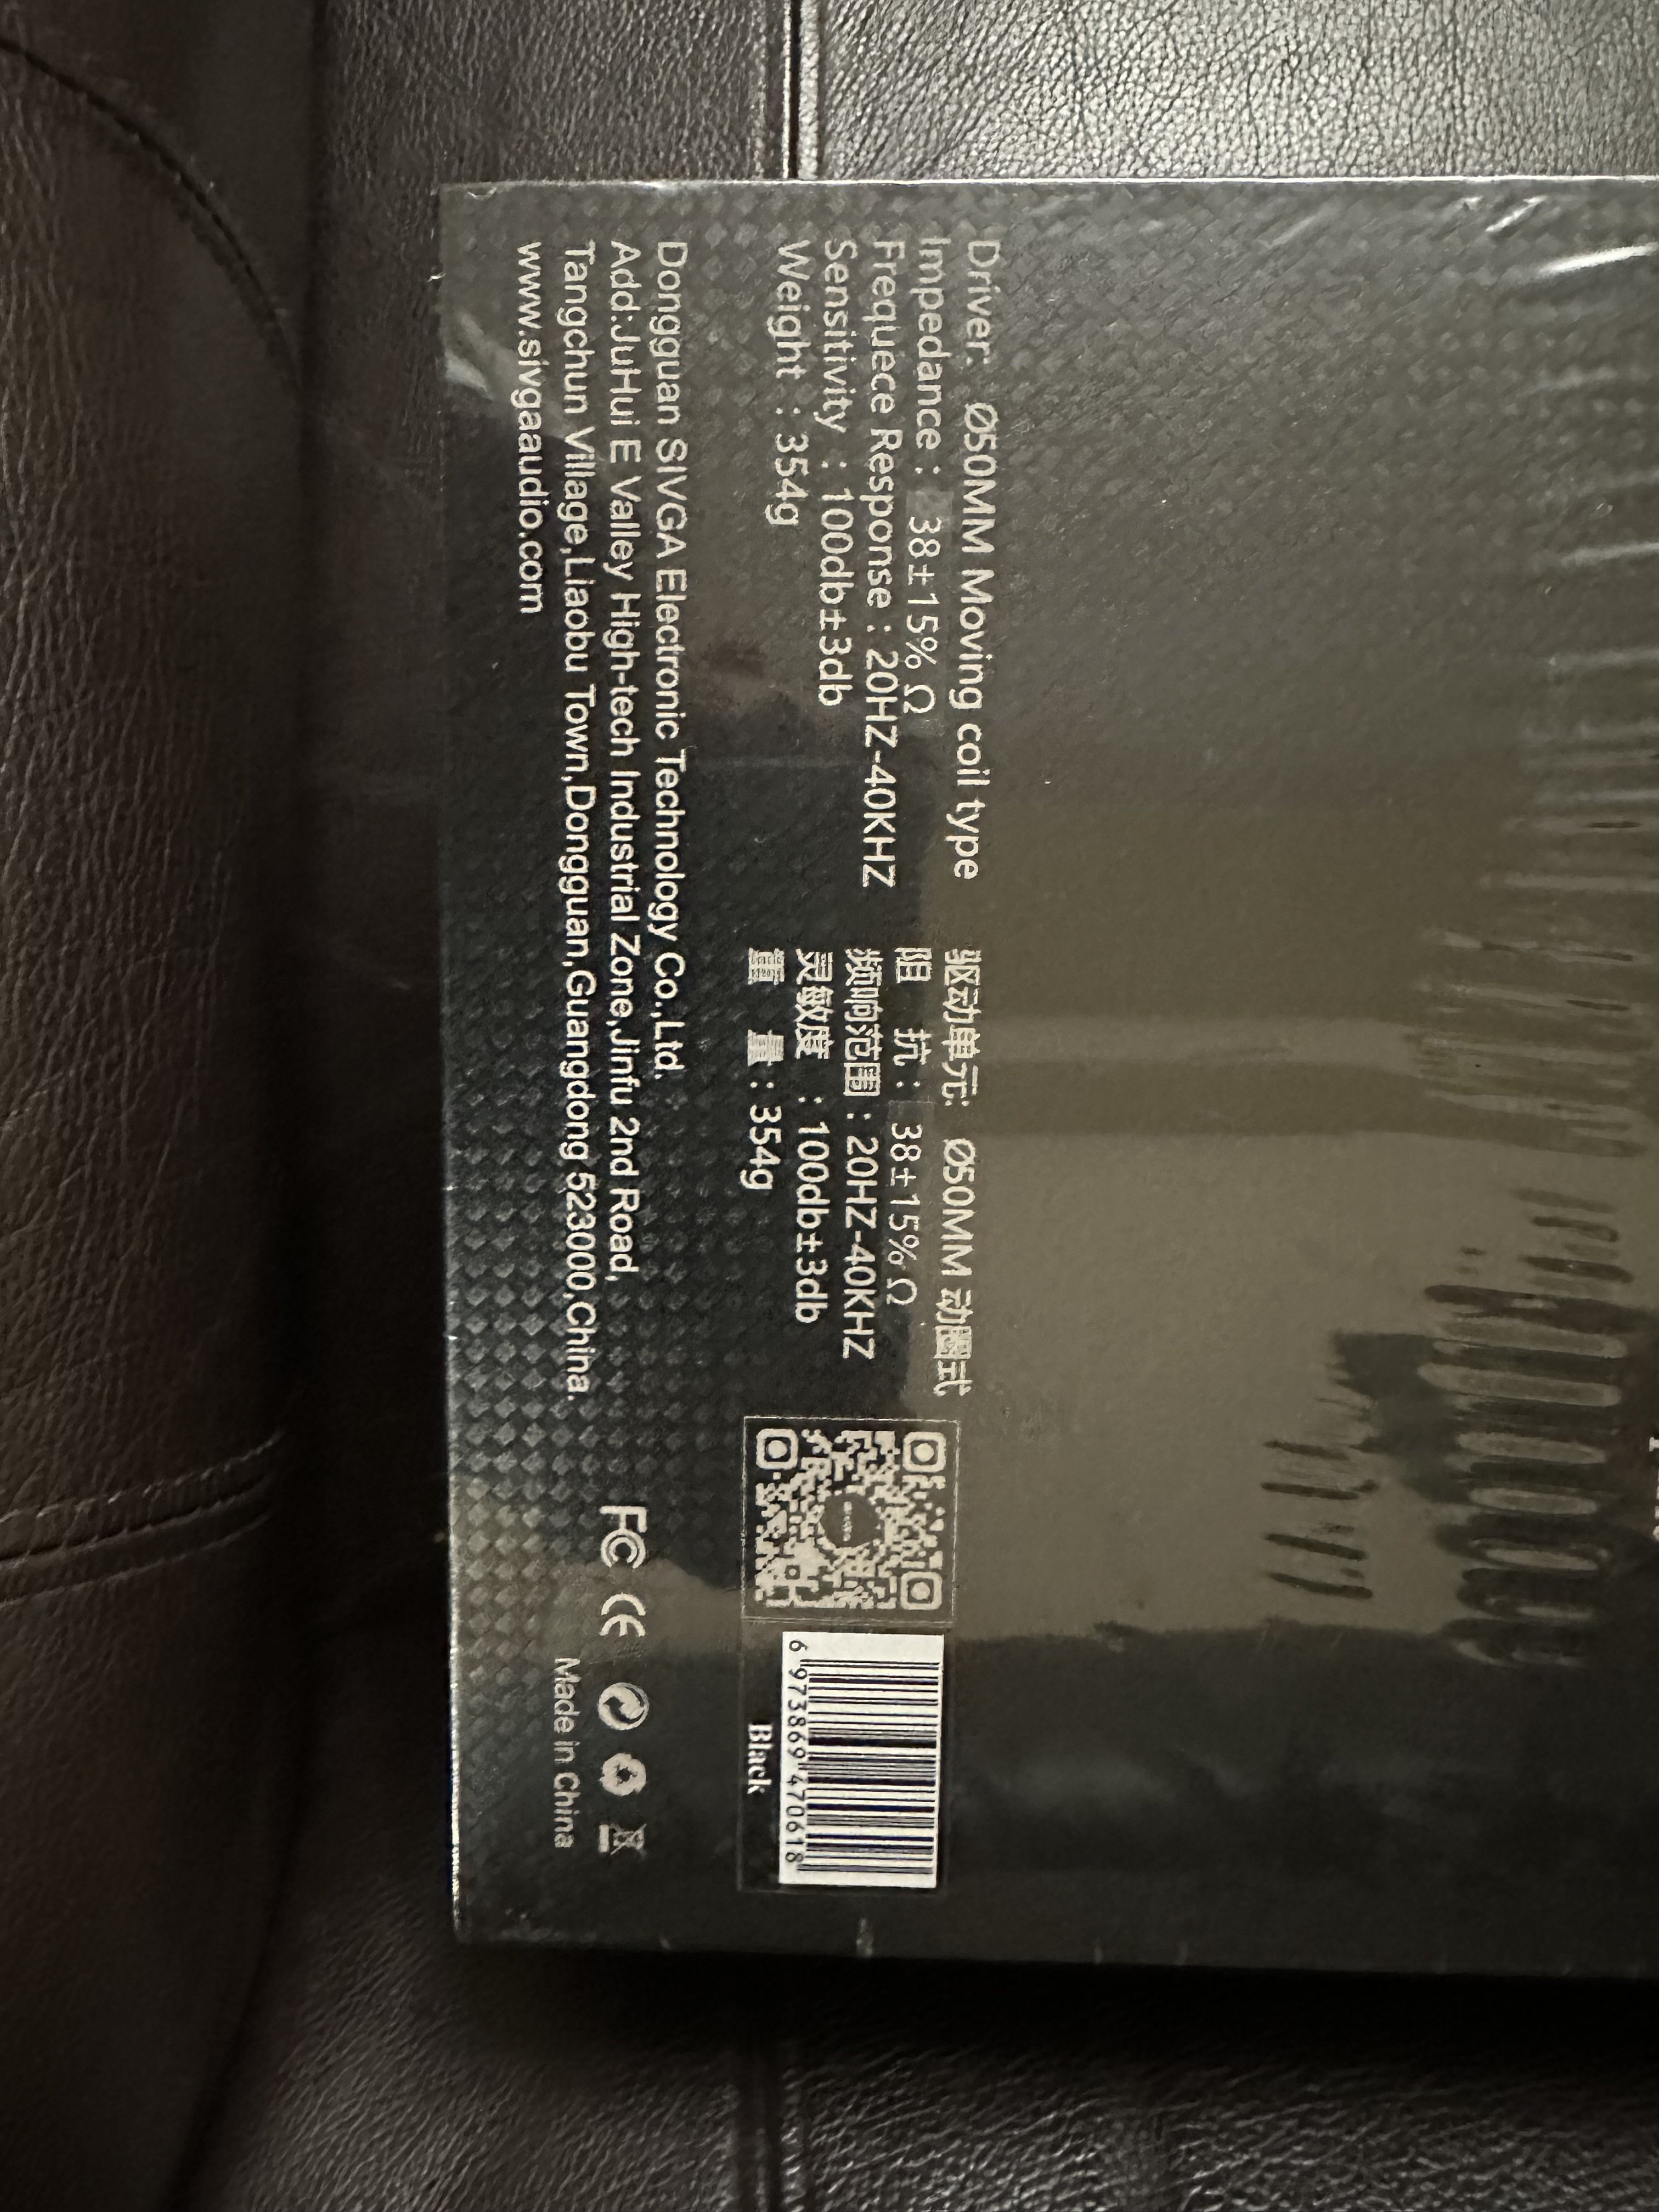 Driver: Ø50MM Moving coil type
Impedance : 38±15% Ω
Frequece Response : 20HZ-40KHZ
Sensitivity : 100db±3db
Weight : 354g
驱动单元: Ø50MM 动圈式
阻 抗 : 38±15% Ω
频响范围 : 20HZ-40KHZ
灵敏度 : 100db±3db
重 量 : 354g
Dongguan SIVGA Electronic Technology Co.,Ltd.
Add:JuHui E Valley High-tech Industrial Zone,Jinfu 2nd Road,
Tangchun Village,Liaobu Town,Dongguan,Guangdong 523000,China.
www.sivgaaudio.com
6 973869 470618
Black
FC CE
Made in China